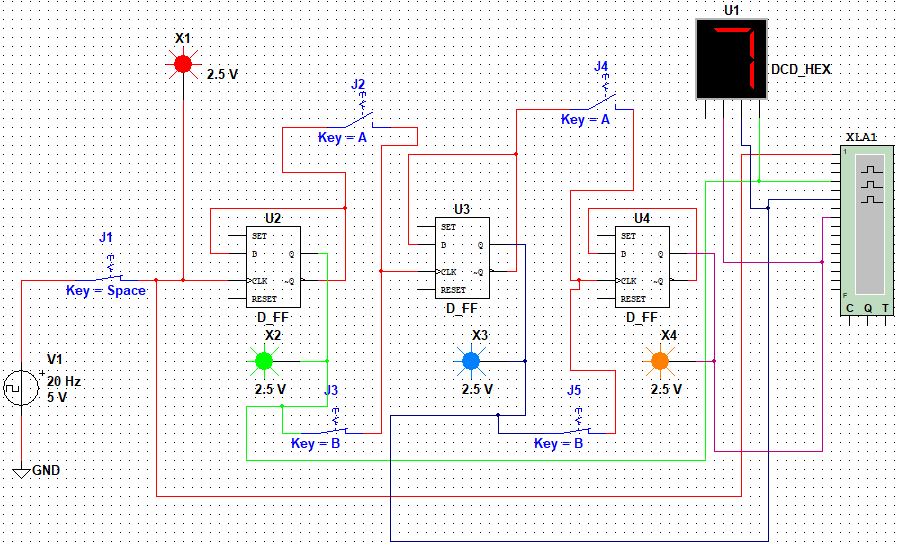 U1
X1
2.5 V
J2
J4
DCD_HEX
Key = A
Key = A
XLA1
1
U2
U3
U4
SET
D
Q
CLK
~Q
RESET
SET
D
Q
CLK
~Q
RESET
SET
D
Q
CLK
~Q
RESET
J1
Key = Space
D_FF
D_FF
D_FF
F
C Q T
X2
X3
X4
2.5 V
2.5 V
2.5 V
V1
20 Hz
5 V
J3
J5
Key = B
Key = B
GND
7